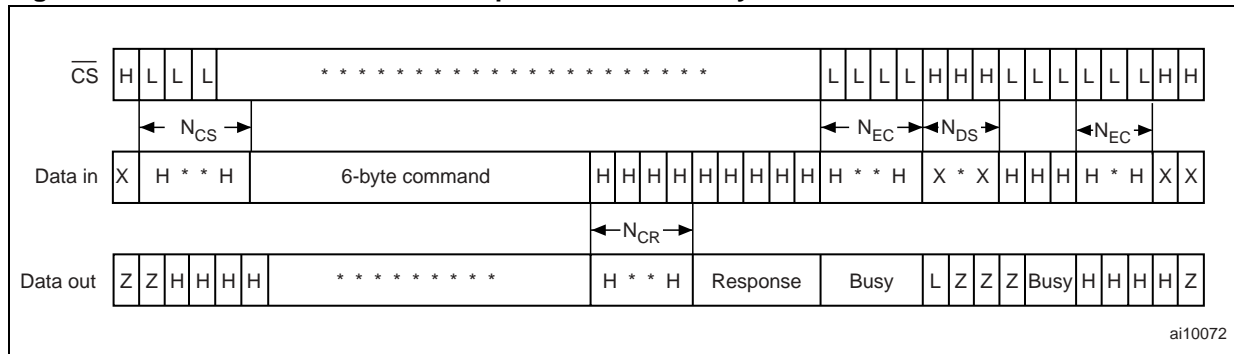 CS H L L L * * * * * * * * * * * * * * * * * * * * * L L L L H H H L L L L L L H H
N_CS N_EC N_DS N_EC
Data in X H * * H 6-byte command H H H H H H H H H H * * H X * X H H H H * H X X
N_CR
Data out Z Z H H H H * * * * * * * * * H * * H Response Busy L Z Z Z Busy H H H H Z
ai10072